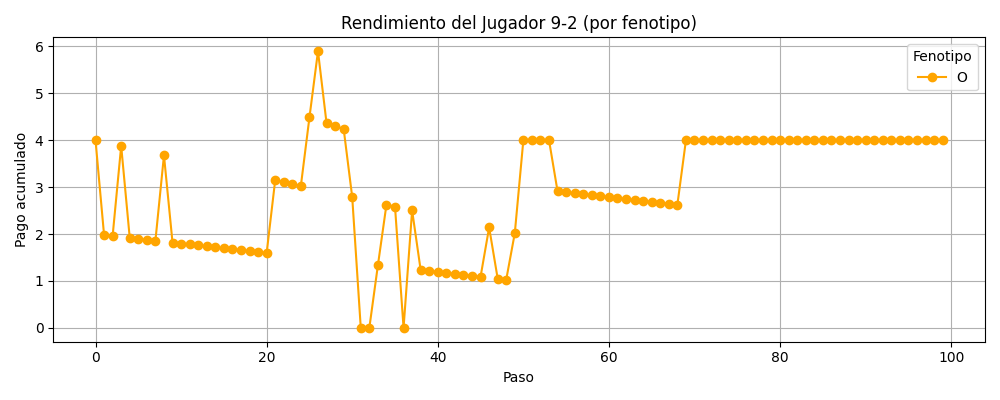 Rendimiento del Jugador 9-2 (por fenotipo)
Pago acumulado
6
5
4
3
2
1
0
Fenotipo
O
0 20 40 60 80 100
Paso